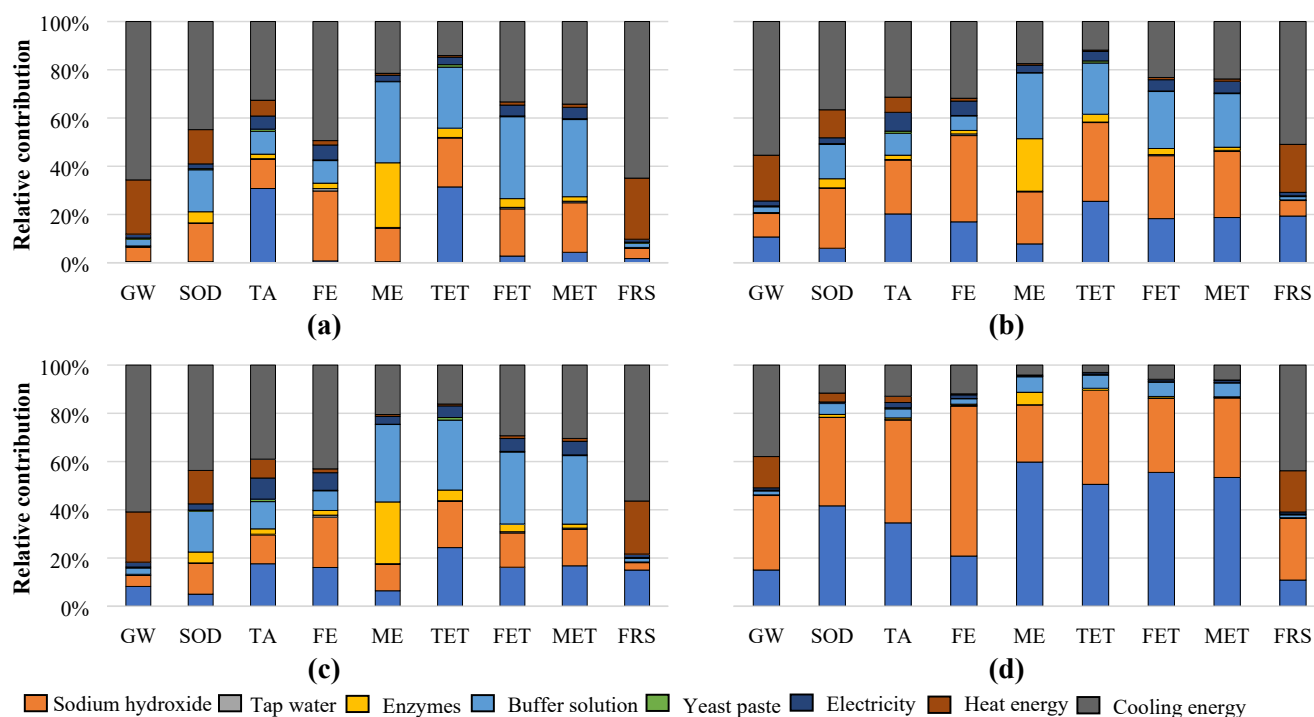 100%
80%
60%
40%
20%
0%
Relative contribution
GW SOD TA FE ME TET FET MET FRS
(a)
GW SOD TA FE ME TET FET MET FRS
(b)
100%
80%
60%
40%
20%
0%
Relative contribution
GW SOD TA FE ME TET FET MET FRS
(c)
GW SOD TA FE ME TET FET MET FRS
(d)
Sodium hydroxide Tap water Enzymes Buffer solution Yeast paste Electricity Heat energy Cooling energy